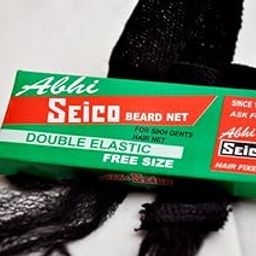 Abhi
Seico BEARD NET
FOR SIKH GENTS
HAIR NET
DOUBLE ELASTIC
FREE SIZE
SINCE
ASK F
Abhi
Seico
HAIR FIXE